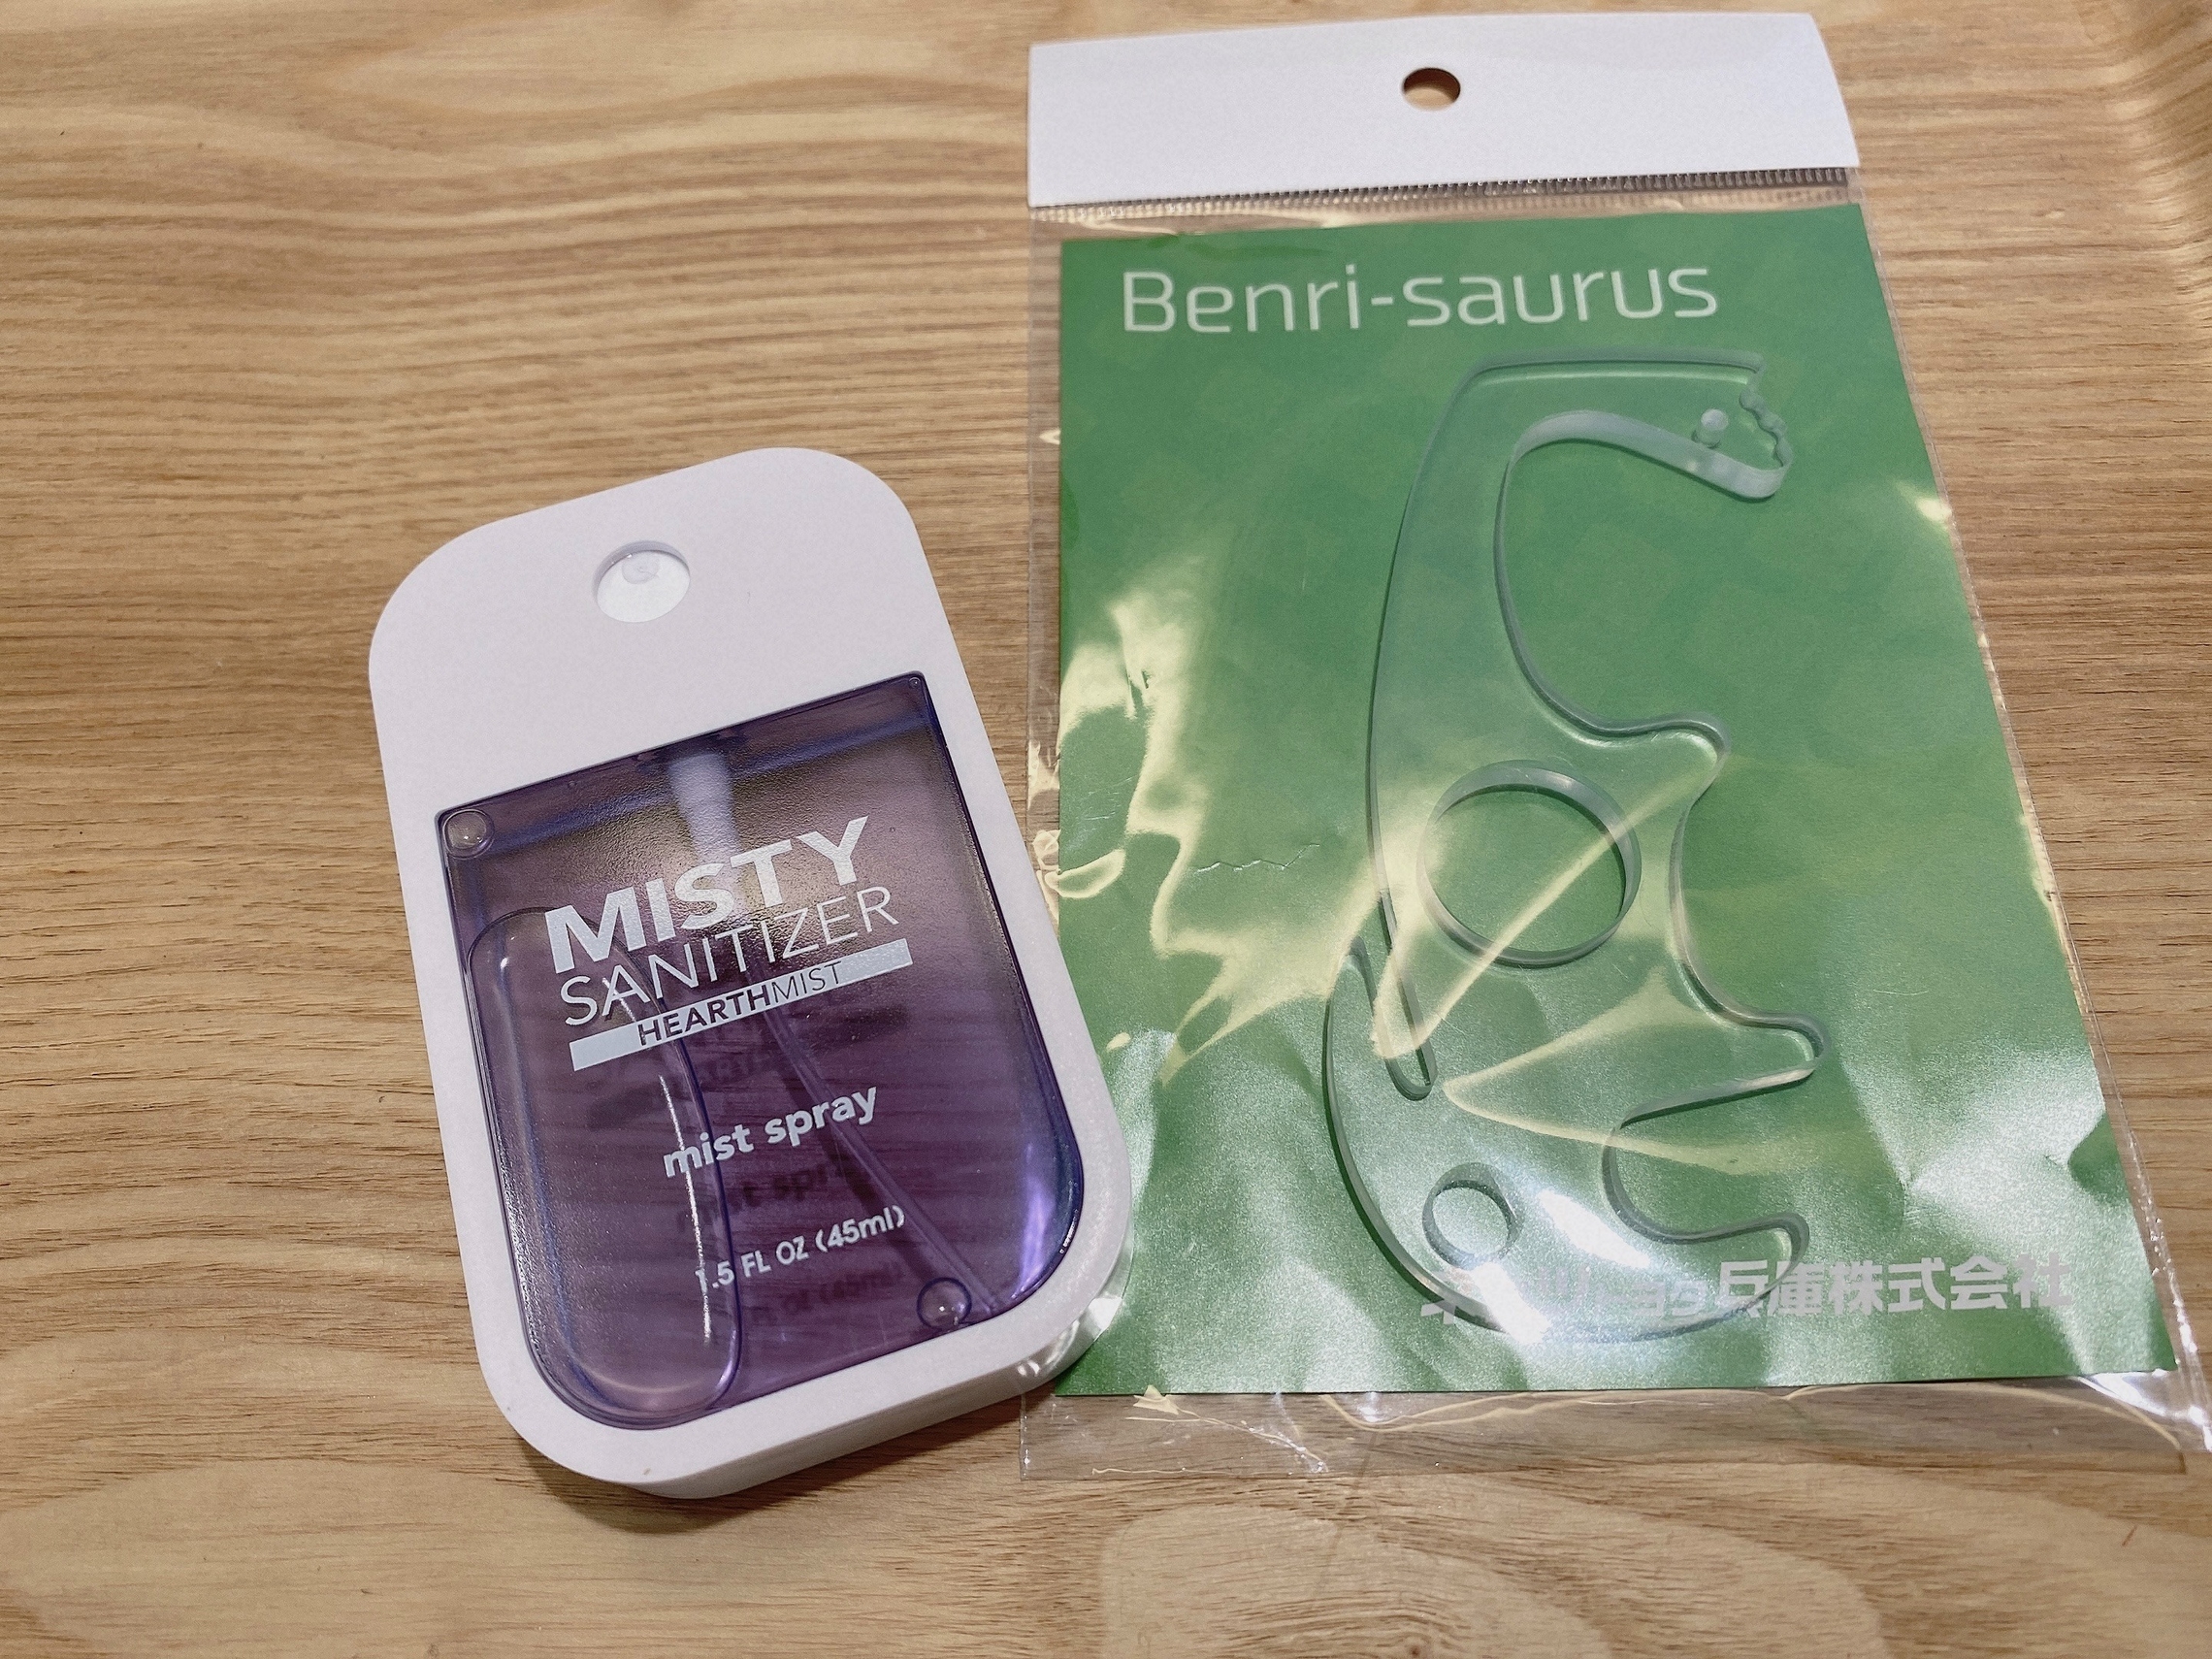 MISTY
SANITIZER
HEARTHMIST
mist spray
1.5 FL OZ (45ml)
Benri-saurus
兵庫株式会社